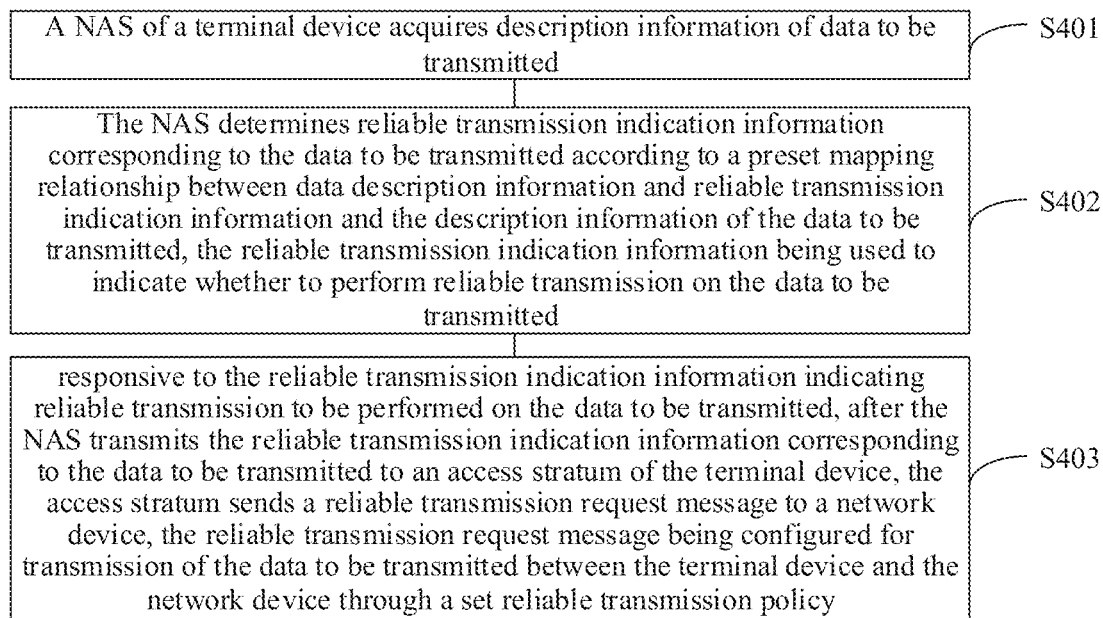 A NAS of a terminal device acquires description information of data to be
transmitted
S401
The NAS determines reliable transmission indication information
corresponding to the data to be transmitted according to a preset mapping
relationship between data description information and reliable transmission
indication information and the description information of the data to be
transmitted, the reliable transmission indication information being used to
indicate whether to perform reliable transmission on the data to be
transmitted
S402
responsive to the reliable transmission indication information indicating
reliable transmission to be performed on the data to be transmitted, after the
NAS transmits the reliable transmission indication information corresponding
to the data to be transmitted to an access stratum of the terminal device, the
access stratum sends a reliable transmission request message to a network
device, the reliable transmission request message being configured for
transmission of the data to be transmitted between the terminal device and the
network device through a set reliable transmission policy
S403